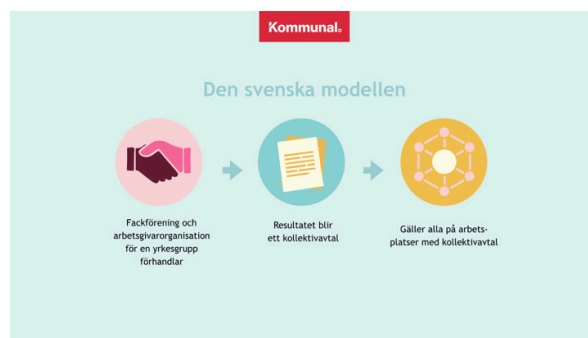 Kommunal.
Den svenska modellen
Fackförening och
arbetsgivarorganisation
för en yrkesgrupp
förhandlar
Resultatet blir
ett kollektivavtal
Gäller alla på arbets-
platser med kollektivavtal